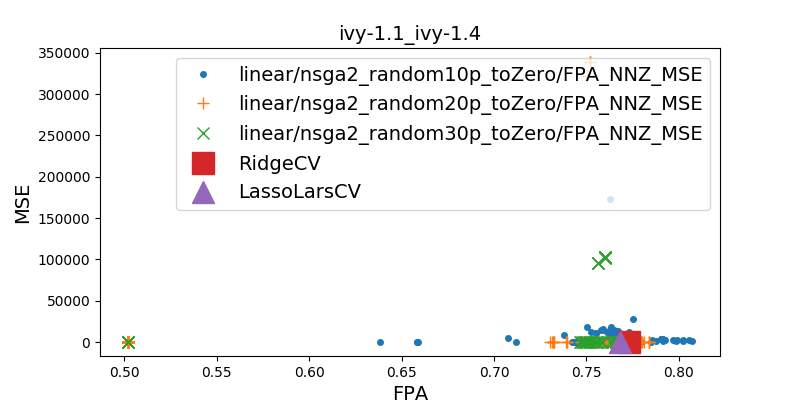 ivy-1.1_ivy-1.4
350000
300000
250000
200000
150000
100000
50000
0
MSE
linear/nsga2_random10p_toZero/FPA_NNZ_MSE
linear/nsga2_random20p_toZero/FPA_NNZ_MSE
linear/nsga2_random30p_toZero/FPA_NNZ_MSE
RidgeCV
LassoLarsCV
0.50 0.55 0.60 0.65 0.70 0.75 0.80
FPA